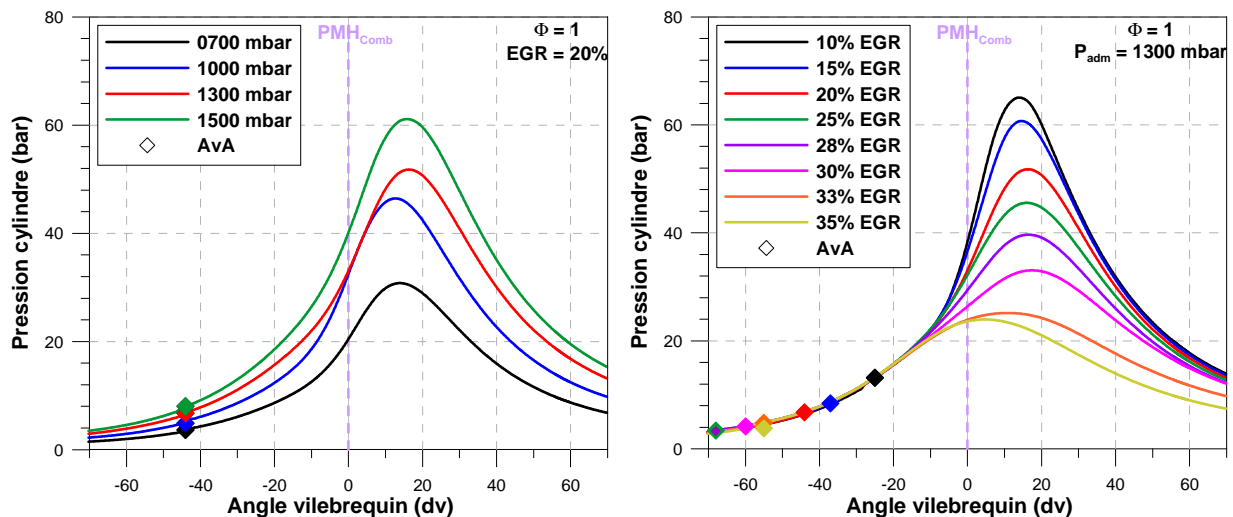 80
60
40
20
0
Pression cylindre (bar)
-60 -40 -20 0 20 40 60
Angle vilebrequin (dv)
0700 mbar
1000 mbar
1300 mbar
1500 mbar
AvA
PMH_Comb
Φ = 1
EGR = 20%
80
60
40
20
0
Pression cylindre (bar)
-60 -40 -20 0 20 40 60
Angle vilebrequin (dv)
10% EGR
15% EGR
20% EGR
25% EGR
28% EGR
30% EGR
33% EGR
35% EGR
AvA
PMH_Comb
Φ = 1
P_adm = 1300 mbar